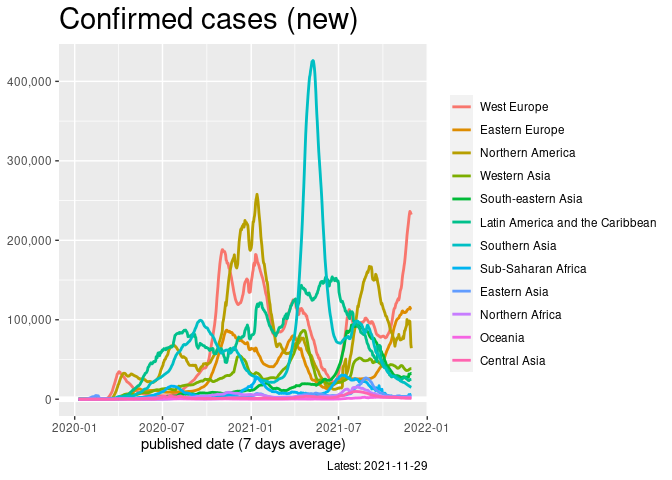 Confirmed cases (new)
400,000
300,000
200,000
100,000
0
2020-01
2020-07
2021-01
2021-07
2022-01
published date (7 days average)
Latest: 2021-11-29
West Europe
Eastern Europe
Northern America
Western Asia
South-eastern Asia
Latin America and the Caribbean
Southern Asia
Sub-Saharan Africa
Eastern Asia
Northern Africa
Oceania
Central Asia